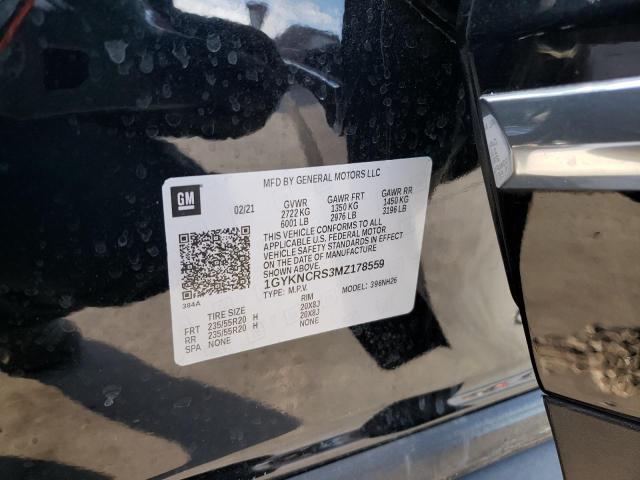 MFD BY GENERAL MOTORS LLC
GM
02/21
GVWR GAWR FRT GAWR RR
2722 KG 1350 KG 1450 KG
6001 LB 2976 LB 3196 LB
THIS VEHICLE CONFORMS TO ALL
APPLICABLE U.S. FEDERAL MOTOR
VEHICLE SAFETY STANDARDS IN
EFFECT ON THE DATE OF MANUFACTURE
SHOWN ABOVE.
1GYKNCRS3MZ178559
TYPE: M.P.V. MODEL: 396NH26
384A
TIRE SIZE RIM
FRT 235/55R20 H 20X8J
RR 235/55R20 H 20X8J
SPA NONE NONE